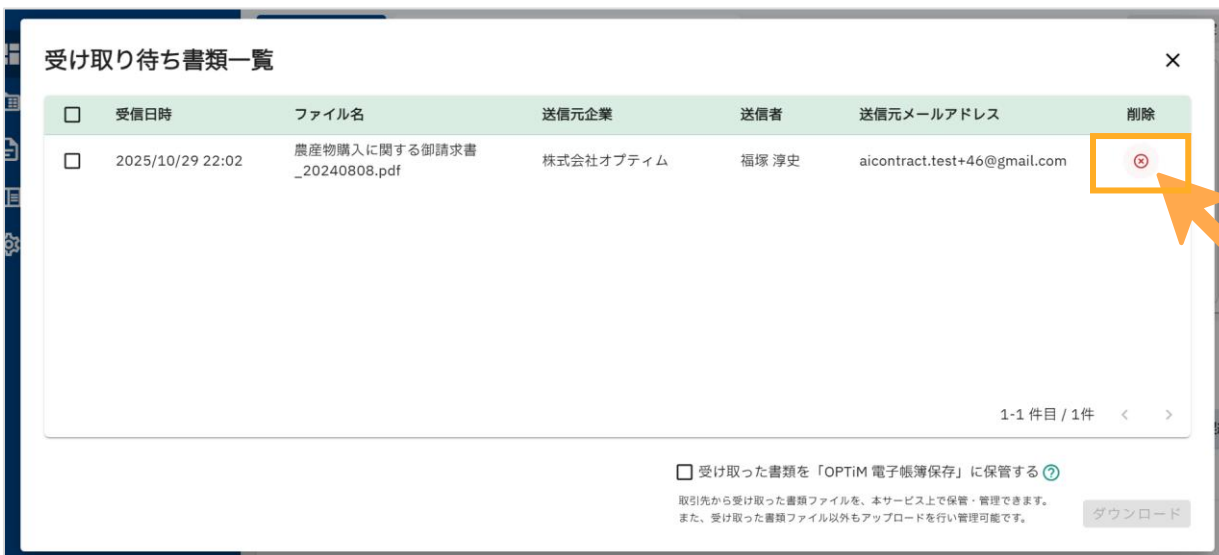 受け取り待ち書類一覧
受信日時 ファイル名 送信元企業 送信者 送信元メールアドレス 削除
2025/10/29 22:02 農産物購入に関する御請求書 株式会社オプティム 福塚 淳史 aicontract.test+46@gmail.com
_20240808.pdf
1-1 件目 / 1件
受け取った書類を「OPTiM 電子帳簿保存」に保管する ?
取引先から受け取った書類ファイルを、本サービス上で保管・管理できます。
また、受け取った書類ファイル以外もアップロードを行い管理可能です。
ダウンロード